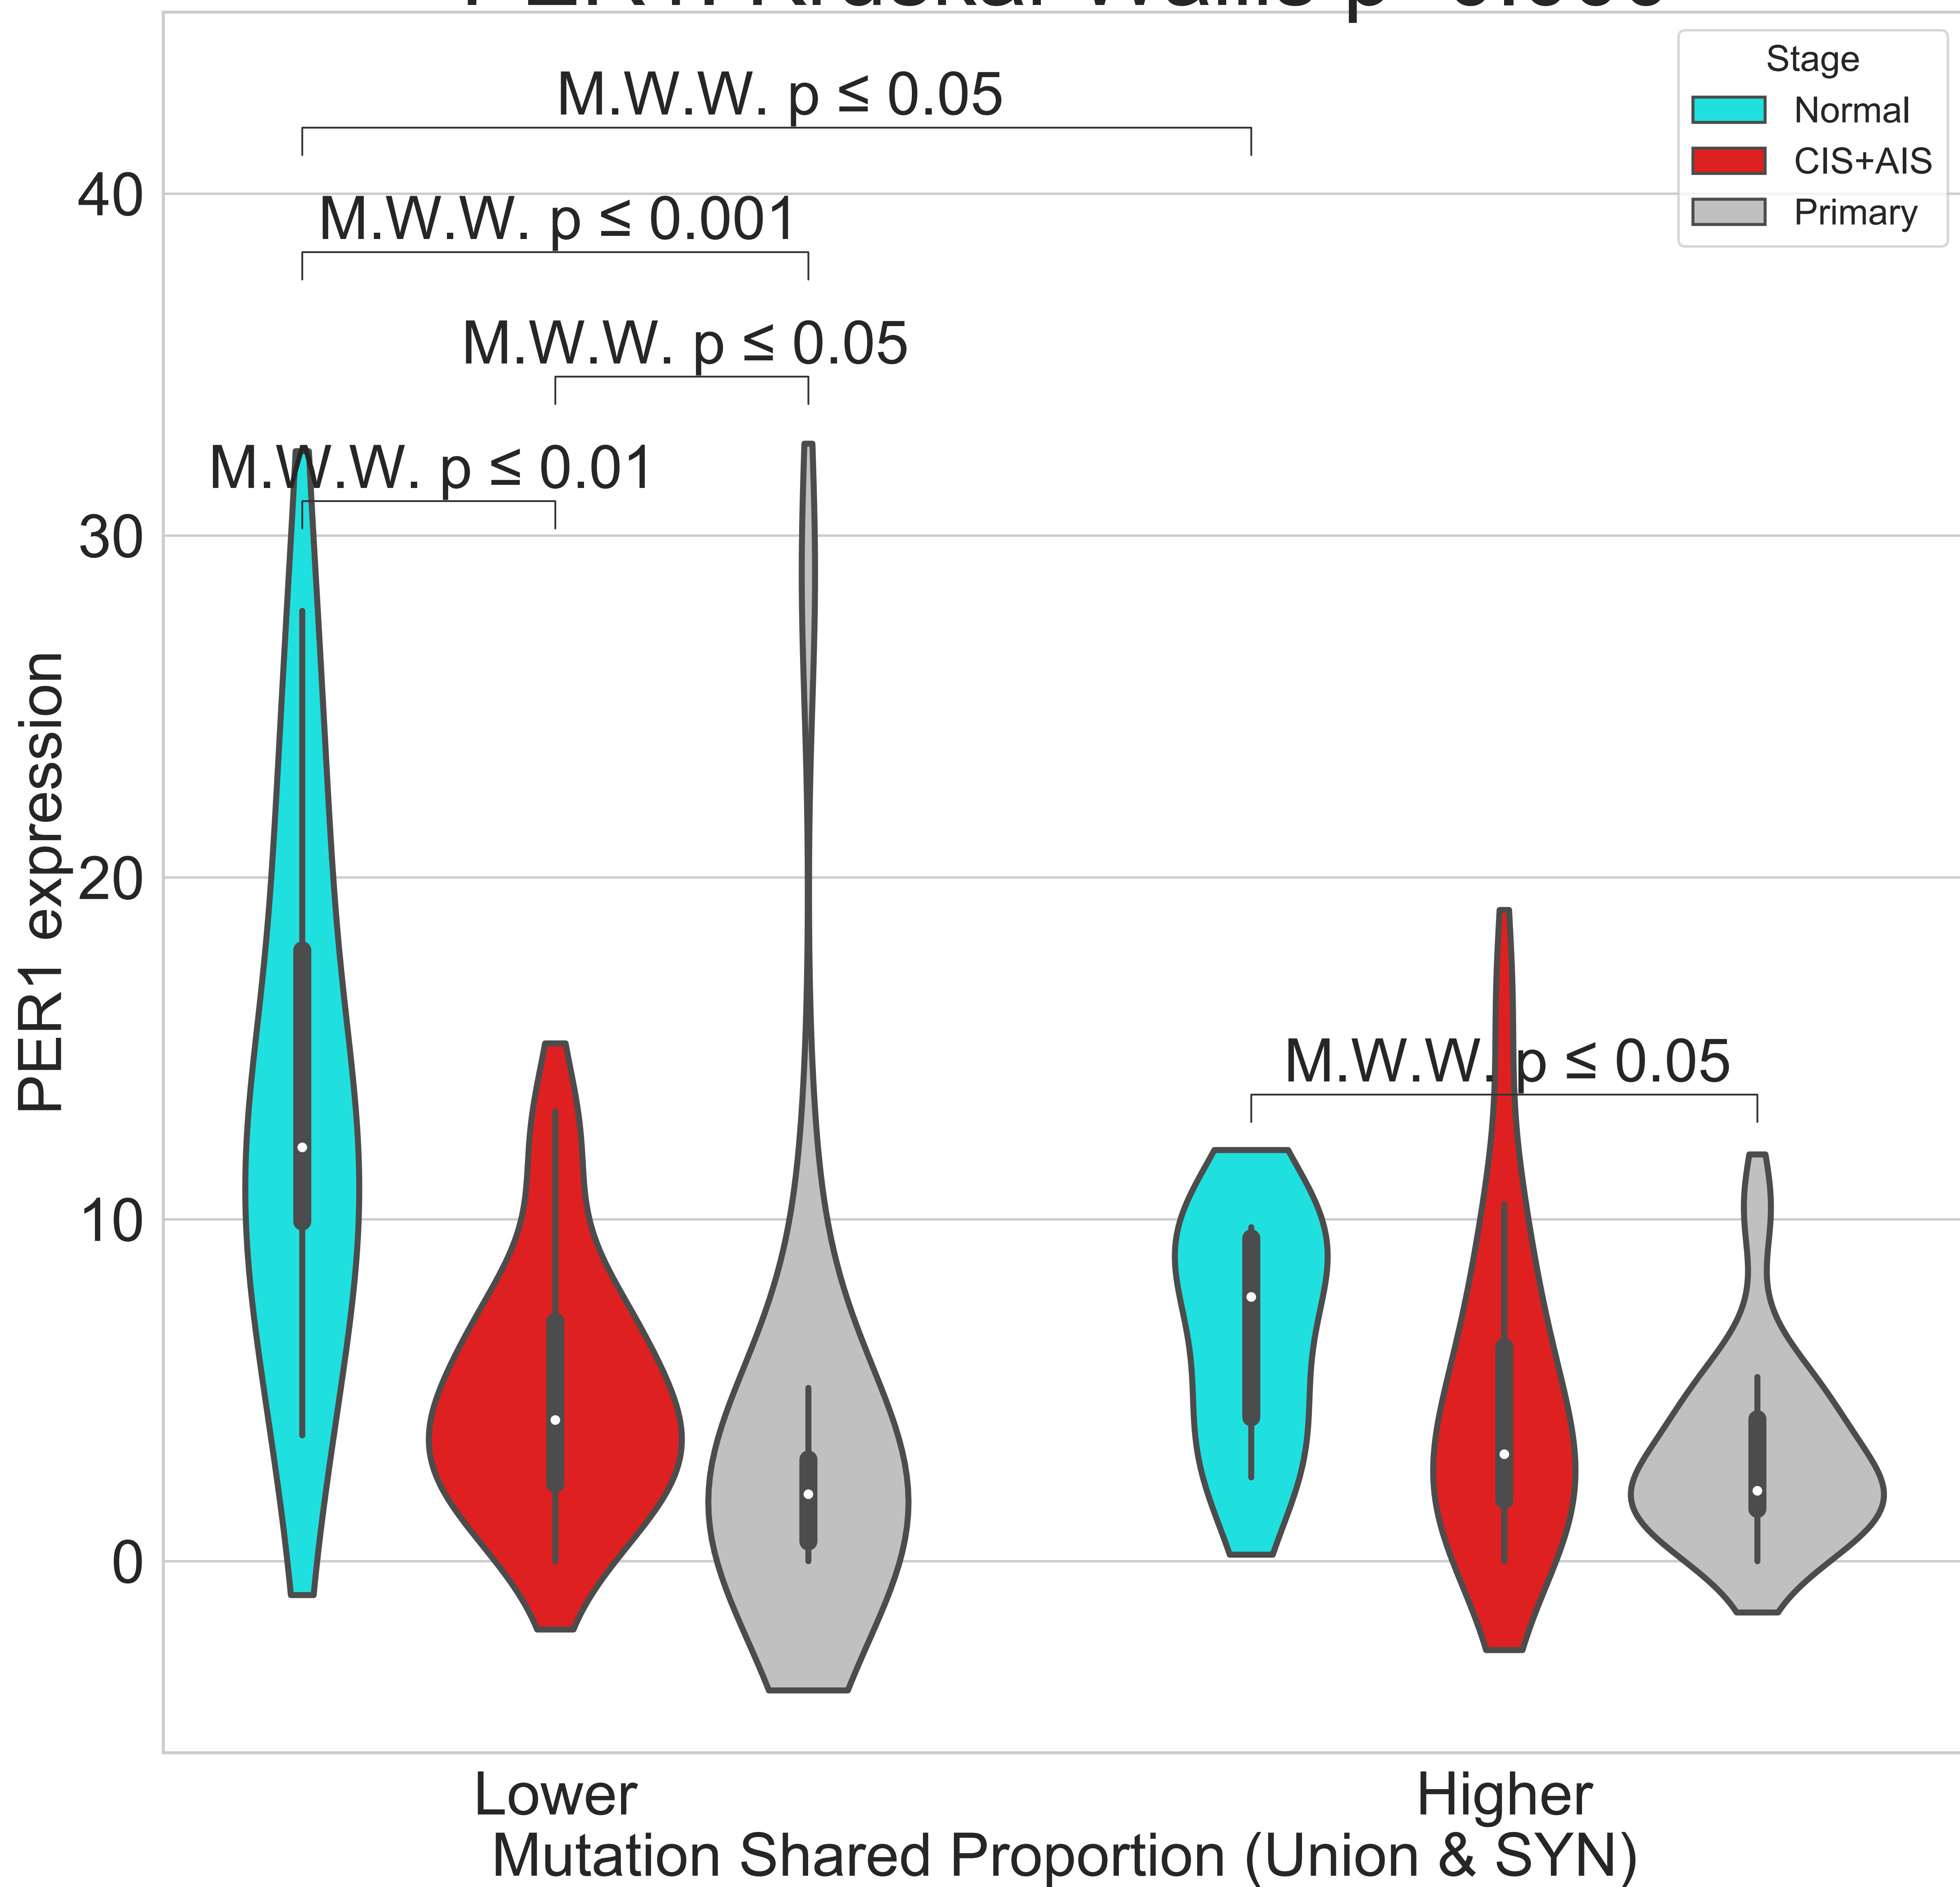 Stage
Normal
CIS+AIS
Primary
M.W.W. p ≤ 0.05
M.W.W. p ≤ 0.001
M.W.W. p ≤ 0.05
M.W.W. p ≤ 0.01
M.W.W. p ≤ 0.05
40
30
20
10
0
PER1 expression
Lower
Higher
Mutation Shared Proportion (Union & SYN)